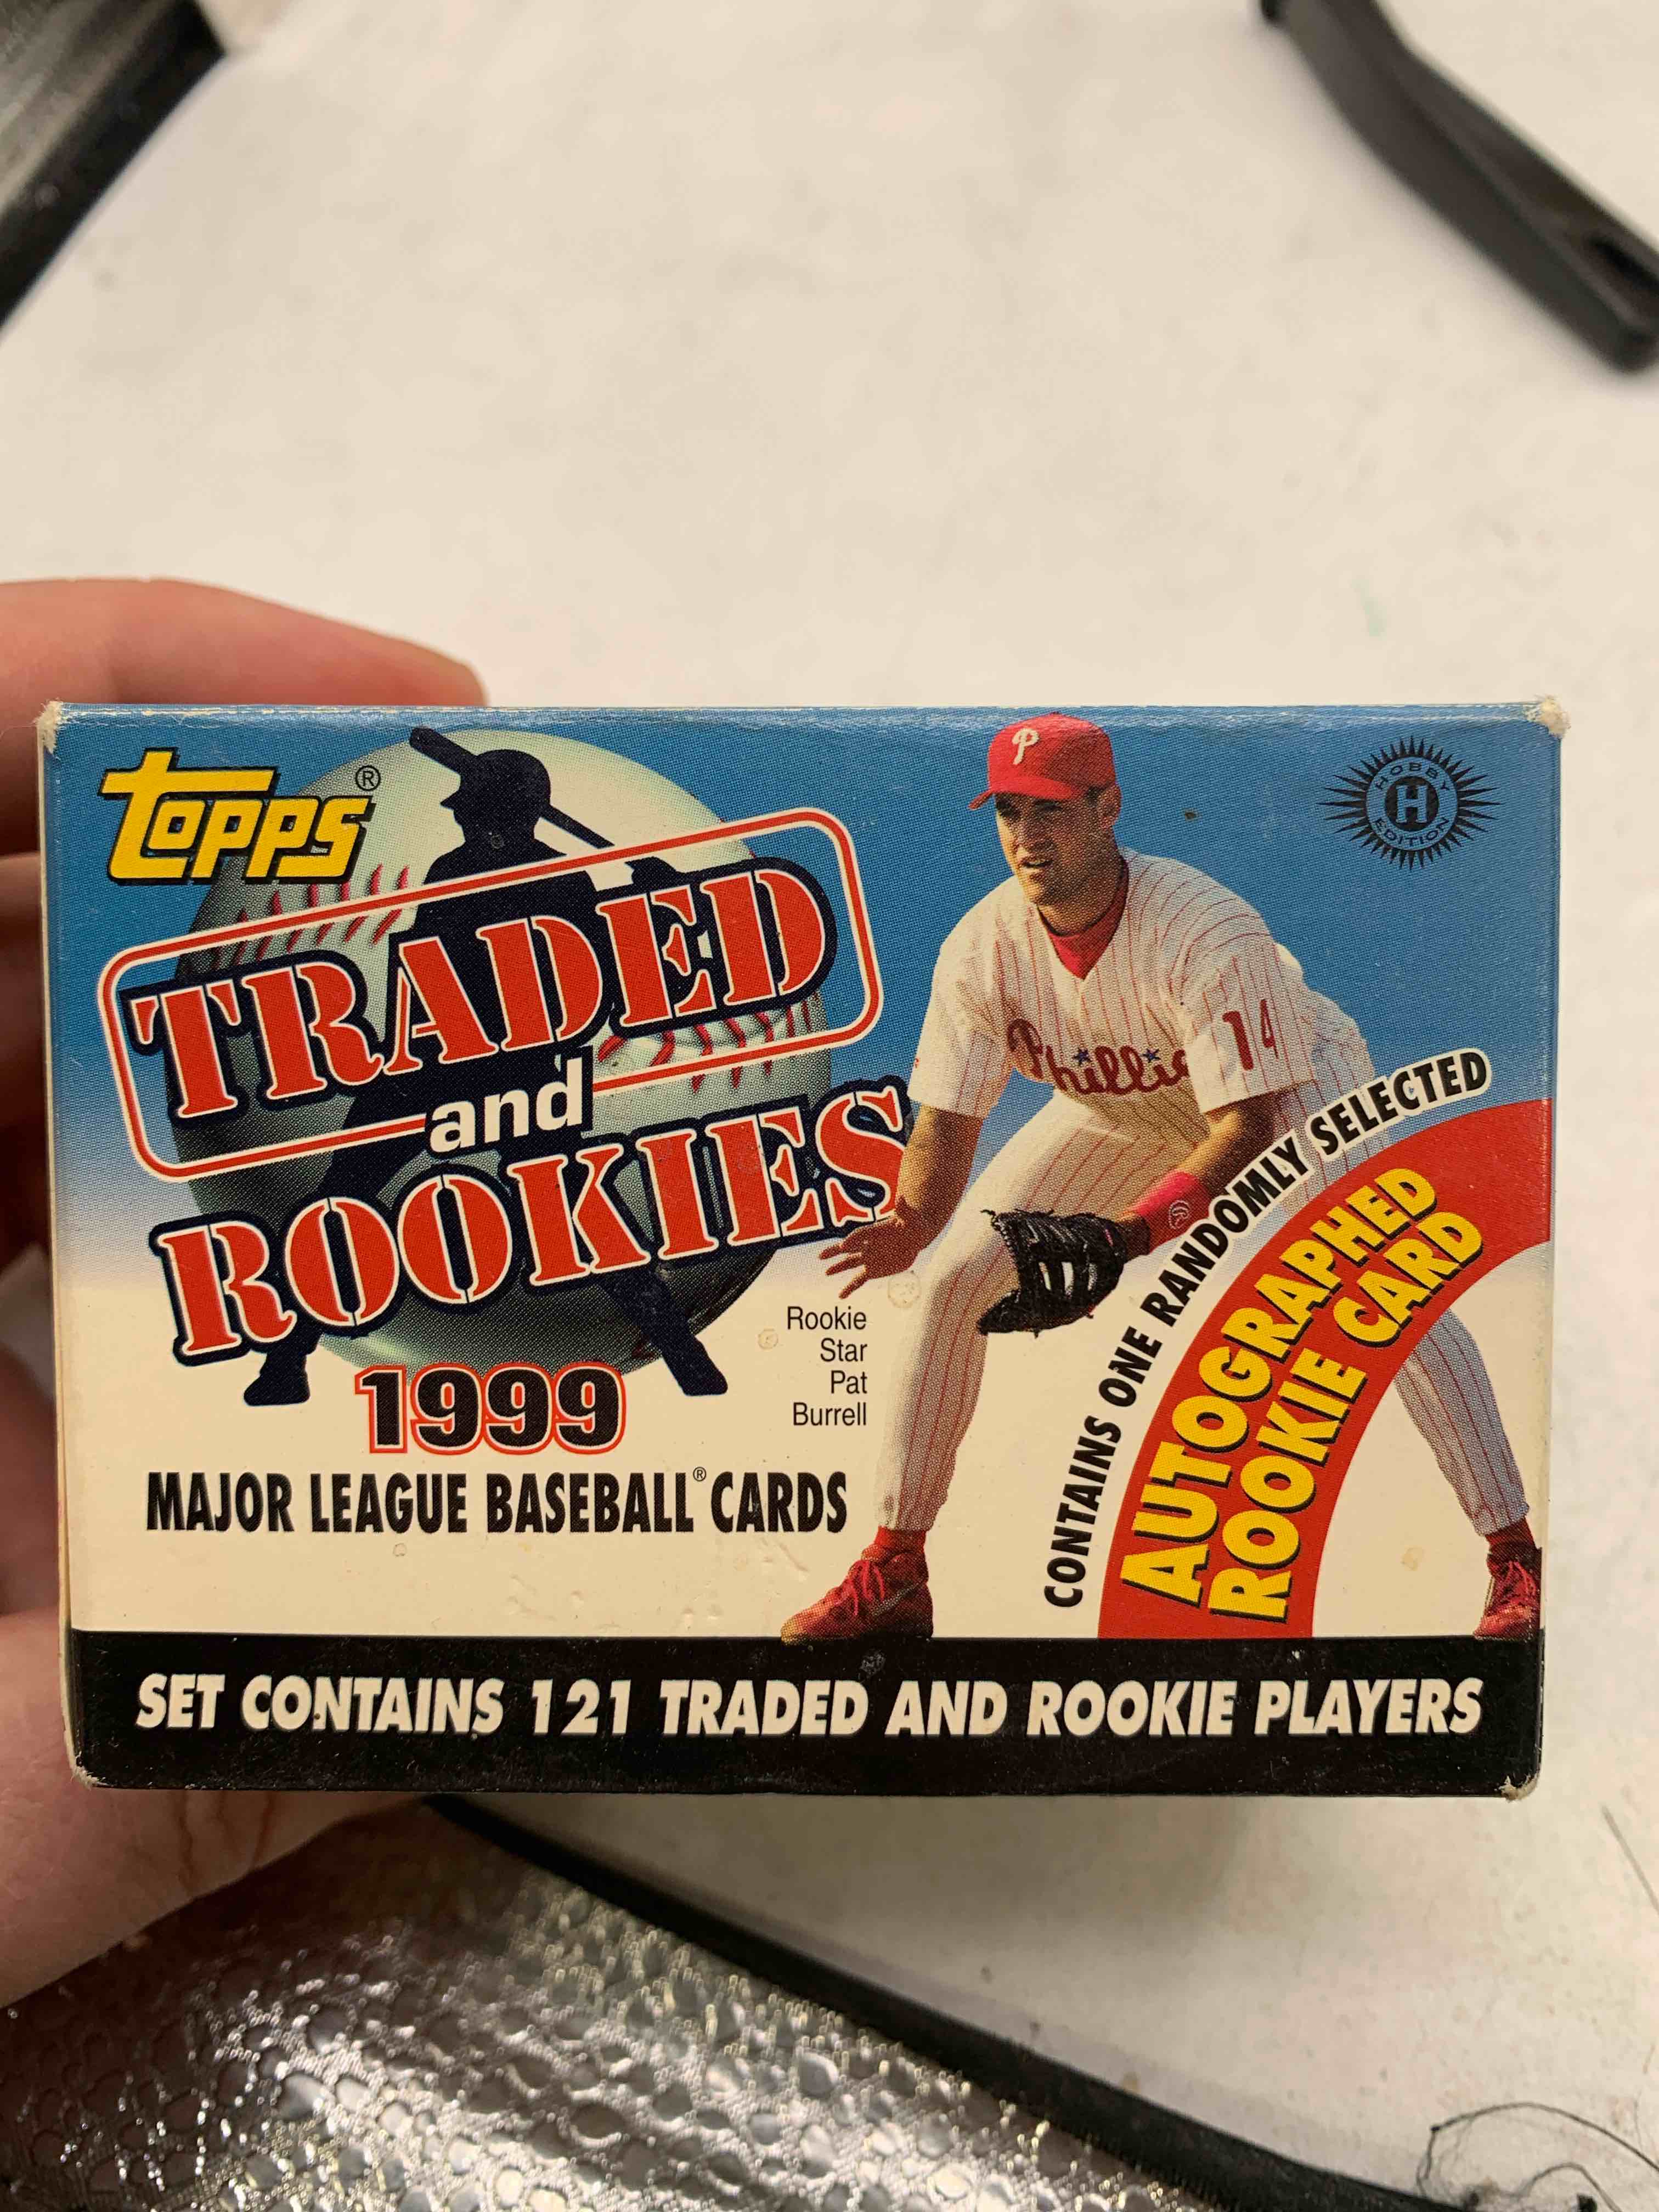 topps®
HOBBY
H
EDITION
P
TRADED
and
ROOKIES
Phillies
14
1999
MAJOR LEAGUE BASEBALL® CARDS
Rookie
Star
Pat
Burrell
CONTAINS ONE RANDOMLY SELECTED
AUTOGRAPHED
ROOKIE CARD
SET CONTAINS 121 TRADED AND ROOKIE PLAYERS